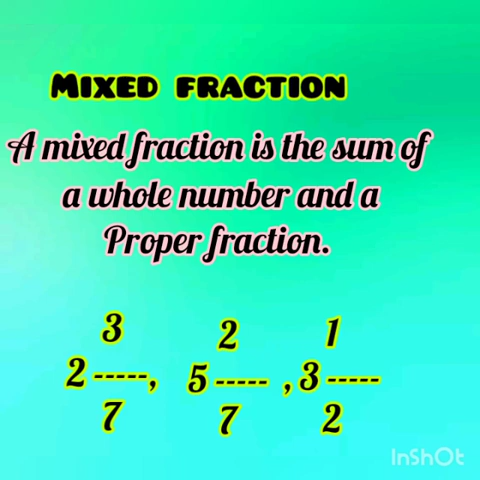 MIXED FRACTION
A mixed fraction is the sum of
a whole number and a
Proper fraction.
3 2 1
2 -----, 5 ----- , 3 -----
7 7 2
InShOt